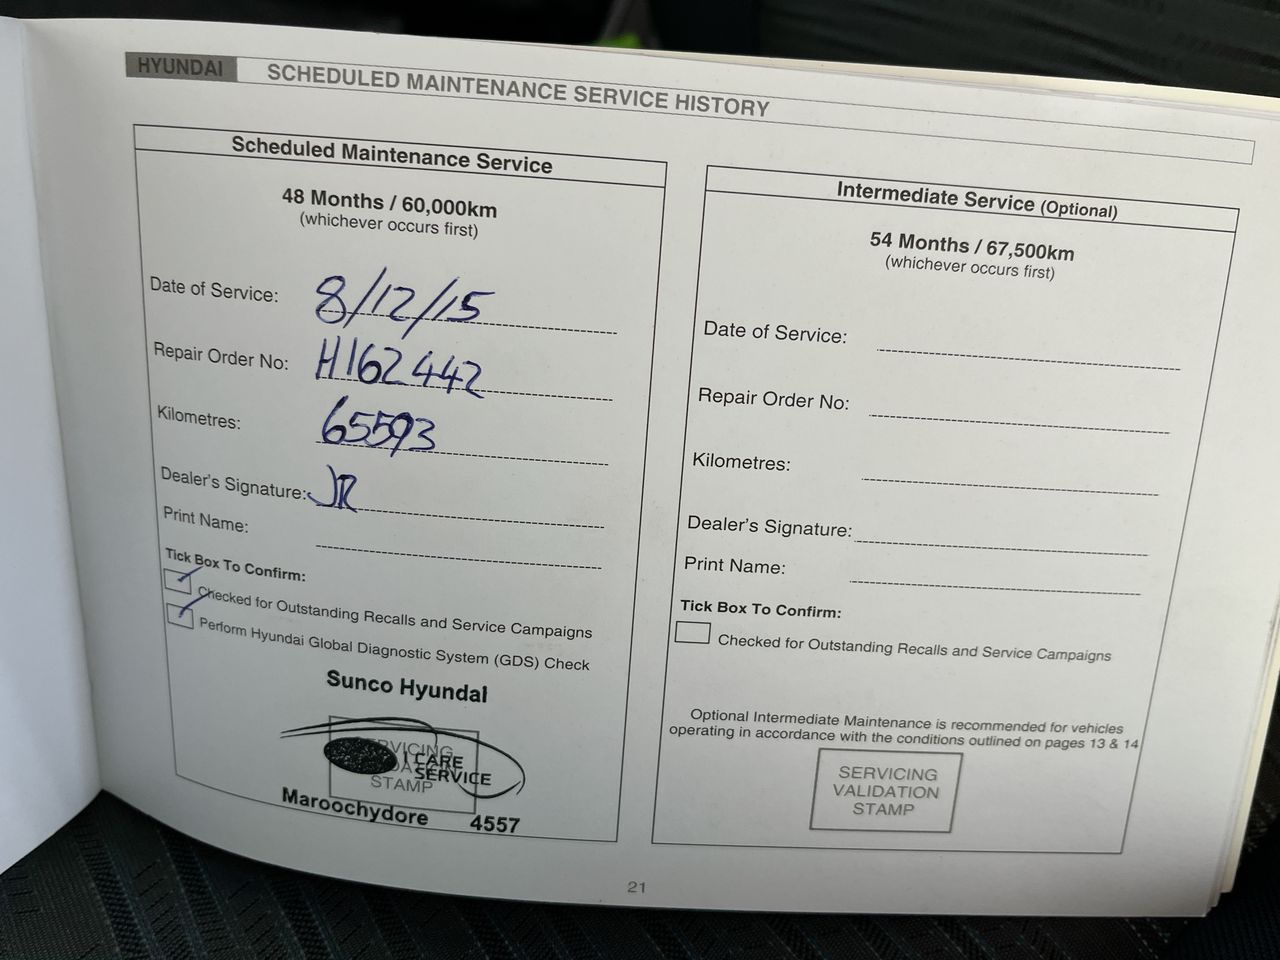 HYUNDAI SCHEDULED MAINTENANCE SERVICE HISTORY
Scheduled Maintenance Service
48 Months / 60,000km
(whichever occurs first)
Date of Service: 8/12/15
Repair Order No: H162442
Kilometres: 65593
Dealer's Signature: JR
Print Name:
Tick Box To Confirm:
Checked for Outstanding Recalls and Service Campaigns
Perform Hyundai Global Diagnostic System (GDS) Check
Sunco Hyundai
I CARE
SERVICE
STAMP
Maroochydore 4557
Intermediate Service (Optional)
54 Months / 67,500km
(whichever occurs first)
Date of Service:
Repair Order No:
Kilometres:
Dealer's Signature:
Print Name:
Tick Box To Confirm:
Checked for Outstanding Recalls and Service Campaigns
Optional Intermediate Maintenance is recommended for vehicles
operating in accordance with the conditions outlined on pages 13 & 14
SERVICING
VALIDATION
STAMP
21